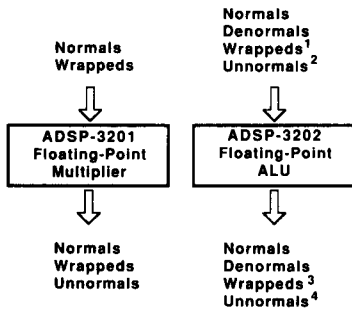 Normals
Wrappeds
ADSP-3201
Floating-Point
Multiplier
Normals
Wrappeds
Unnormals
Normals
Denormals
Wrappeds¹
Unnormals²
ADSP-3202
Floating-Point
ALU
Normals
Denormals
Wrappeds³
Unnormals⁴